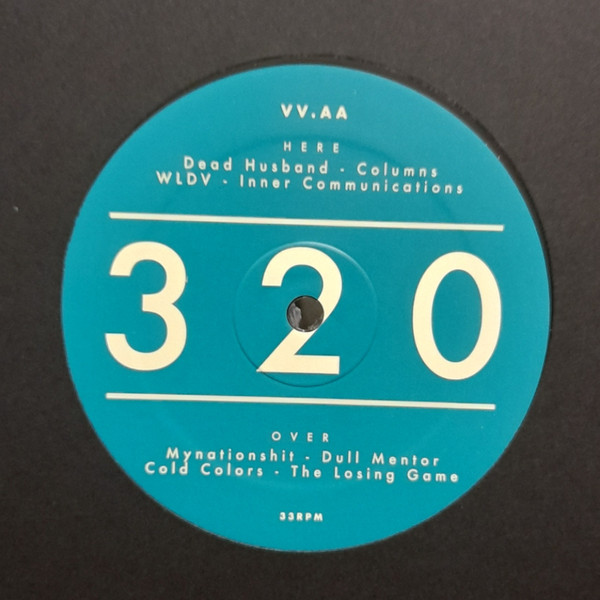 VV.AA
HERE
Dead Husband - Columns
WLDV - Inner Communications
320
OVER
Mynationshit - Dull Mentor
Cold Colors - The Losing Game
33RPM